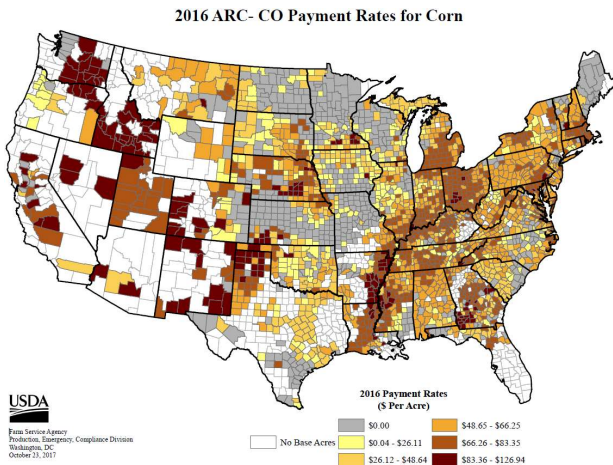 2016 ARC- CO Payment Rates for Corn
USDA
Farm Service Agency
Production, Emergency, Compliance Division
Washington, DC
October 23, 2017
2016 Payment Rates
($ Per Acre)
No Base Acres
$0.00
$0.04 - $26.11
$26.12 - $48.64
$48.65 - $66.25
$66.26 - $83.35
$83.36 - $126.94